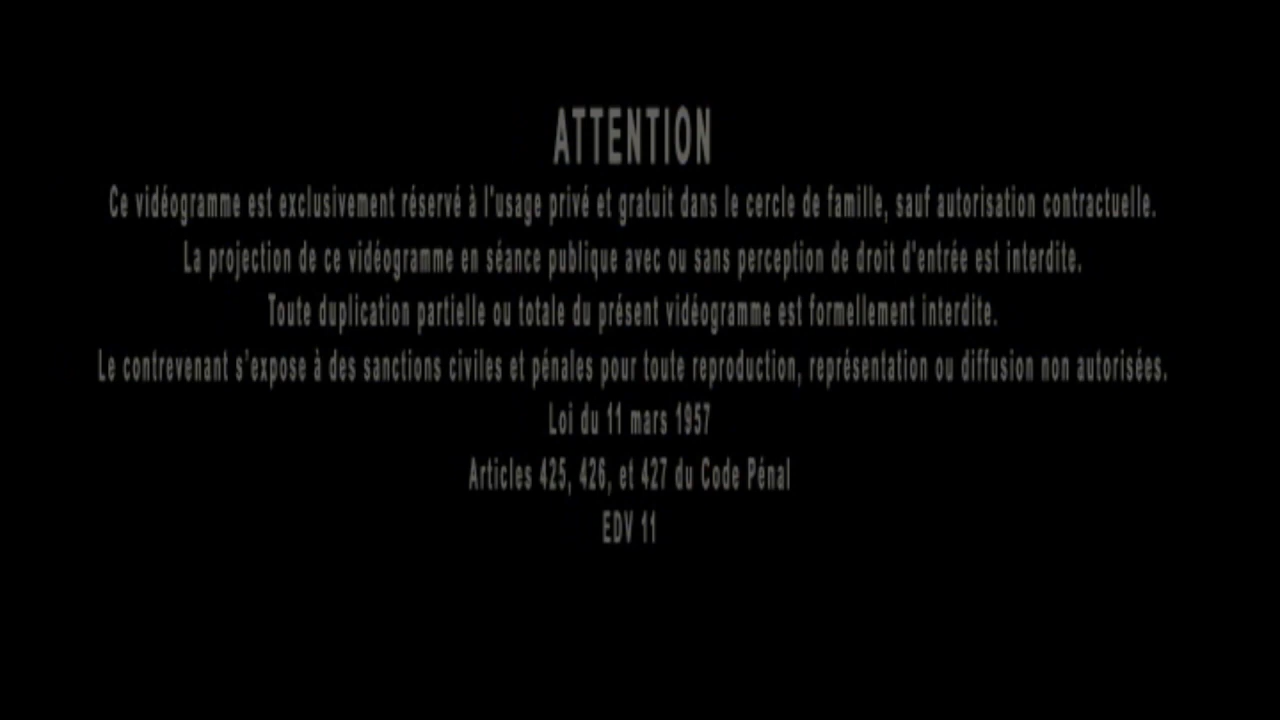 ATTENTION
Ce vidéogramme est exclusivement réservé à l'usage privé et gratuit dans le cercle de famille, sauf autorisation contractuelle.
La projection de ce vidéogramme en séance publique avec ou sans perception de droit d'entrée est interdite.
Toute duplication partielle ou totale du présent vidéogramme est formellement interdite.
Le contrevenant s'expose à des sanctions civiles et pénales pour toute reproduction, représentation ou diffusion non autorisées.
Loi du 11 mars 1957
Articles 425, 426, et 427 du Code Pénal
EDV 11